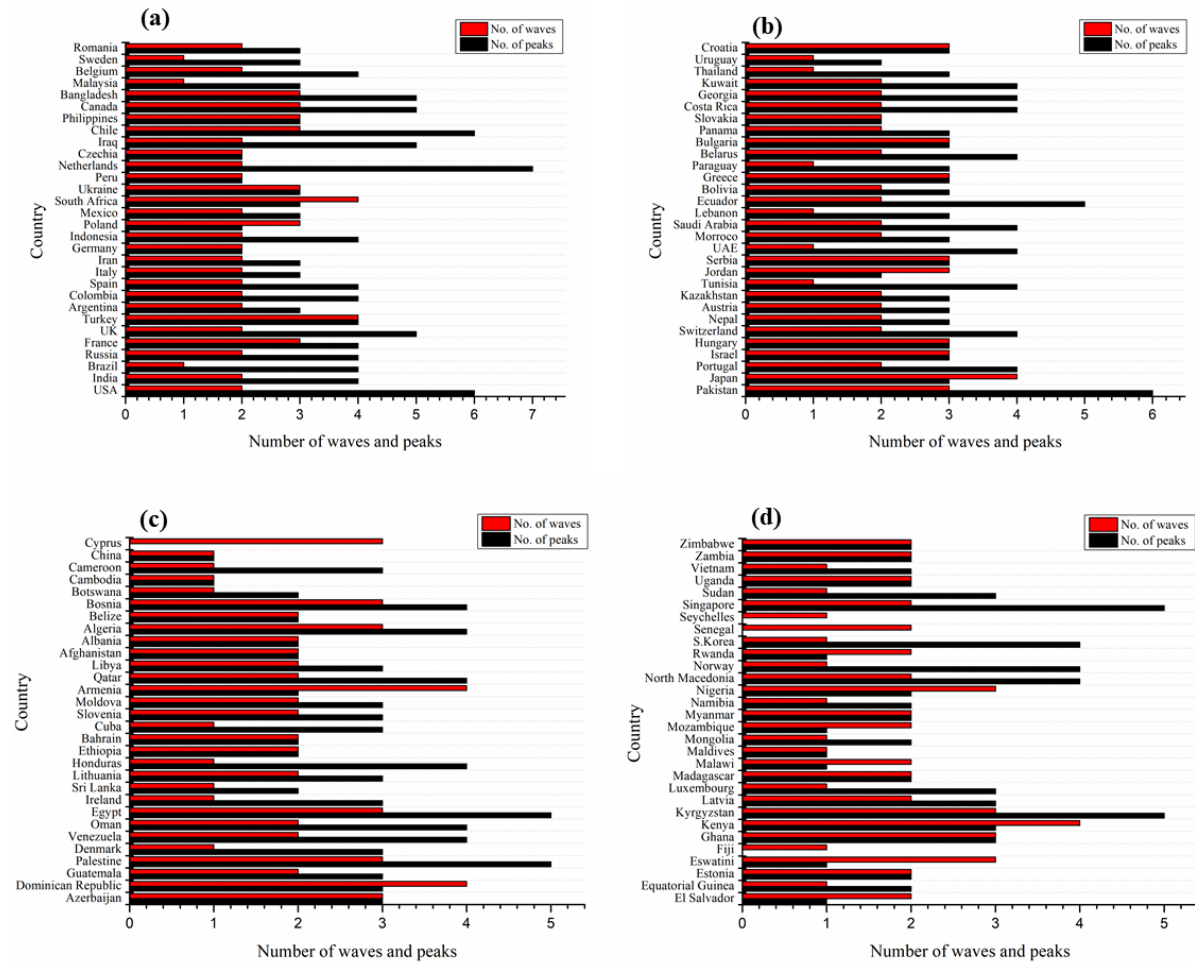 (a)
No. of waves
No. of peaks
Romania
Sweden
Belgium
Malaysia
Bangladesh
Canada
Philippines
Chile
Iraq
Czechia
Netherlands
Peru
Ukraine
South Africa
Mexico
Poland
Indonesia
Germany
Iran
Italy
Spain
Colombia
Argentina
Turkey
UK
France
Russia
Brazil
India
USA
Country
0 1 2 3 4 5 6 7
Number of waves and peaks
(b)
No. of waves
No. of peaks
Croatia
Uruguay
Thailand
Kuwait
Georgia
Costa Rica
Slovakia
Panama
Bulgaria
Belarus
Paraguay
Greece
Bolivia
Ecuador
Lebanon
Saudi Arabia
Morroco
UAE
Serbia
Jordan
Tunisia
Kazakhstan
Austria
Nepal
Switzerland
Hungary
Israel
Portugal
Japan
Pakistan
Country
0 1 2 3 4 5 6
Number of waves and peaks
(c)
No. of waves
No. of peaks
Cyprus
China
Cameroon
Cambodia
Botswana
Bosnia
Belize
Algeria
Albania
Afghanistan
Libya
Qatar
Armenia
Moldova
Slovenia
Cuba
Bahrain
Ethiopia
Honduras
Lithuania
Sri Lanka
Ireland
Egypt
Oman
Venezuela
Denmark
Palestine
Guatemala
Dominican Republic
Azerbaijan
Country
0 1 2 3 4 5
Number of waves and peaks
(d)
No. of waves
No. of peaks
Zimbabwe
Zambia
Vietnam
Uganda
Sudan
Singapore
Seychelles
Senegal
S.Korea
Rwanda
Norway
North Macedonia
Nigeria
Namibia
Myanmar
Mozambique
Mongolia
Maldives
Malawi
Madagascar
Luxembourg
Latvia
Kyrgyzstan
Kenya
Ghana
Fiji
Eswatini
Estonia
Equatorial Guinea
El Salvador
Country
0 1 2 3 4 5
Number of waves and peaks